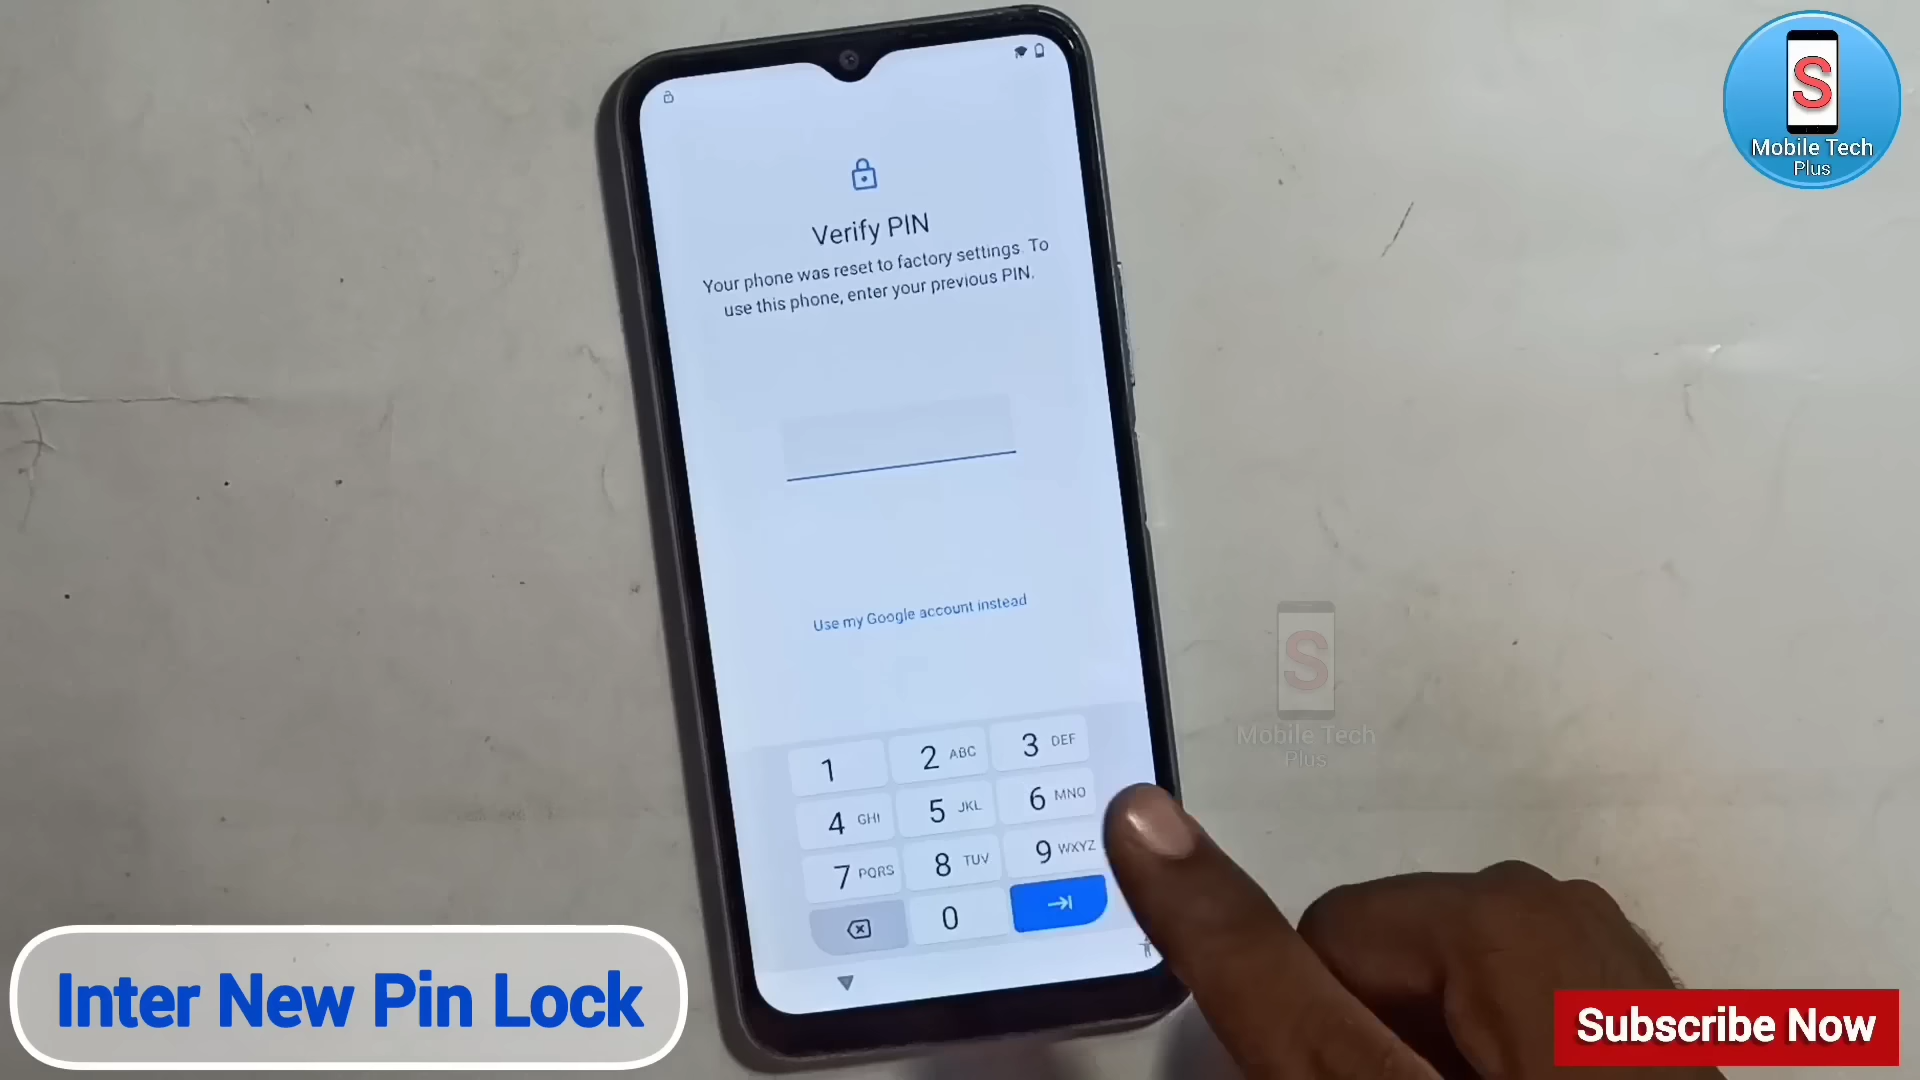 S
Mobile Tech
Plus
Verify PIN
Your phone was reset to factory settings. To
use this phone, enter your previous PIN.
Use my Google account instead
1 2 ABC 3 DEF
4 GHI 5 JKL 6 MNO
7 PQRS 8 TUV 9 WXYZ
0
S
Mobile Tech
Plus
Inter New Pin Lock
Subscribe Now